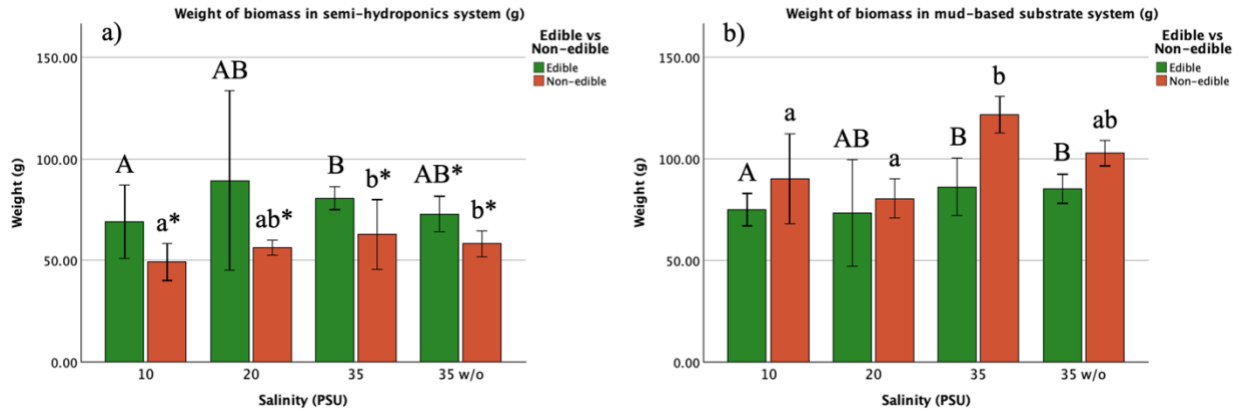 Weight of biomass in semi-hydroponics system (g)
a)
Edible vs
Non-edible
Edible
Non-edible
150.00
100.00
50.00
0.00
Weight (g)
A
a*
AB
ab*
B
b*
AB*
b*
10
20
35
35 w/o
Salinity (PSU)
Weight of biomass in mud-based substrate system (g)
b)
Edible vs
Non-edible
Edible
Non-edible
150.00
100.00
50.00
0.00
Weight (g)
A
a
AB
a
B
b
B
ab
10
20
35
35 w/o
Salinity (PSU)